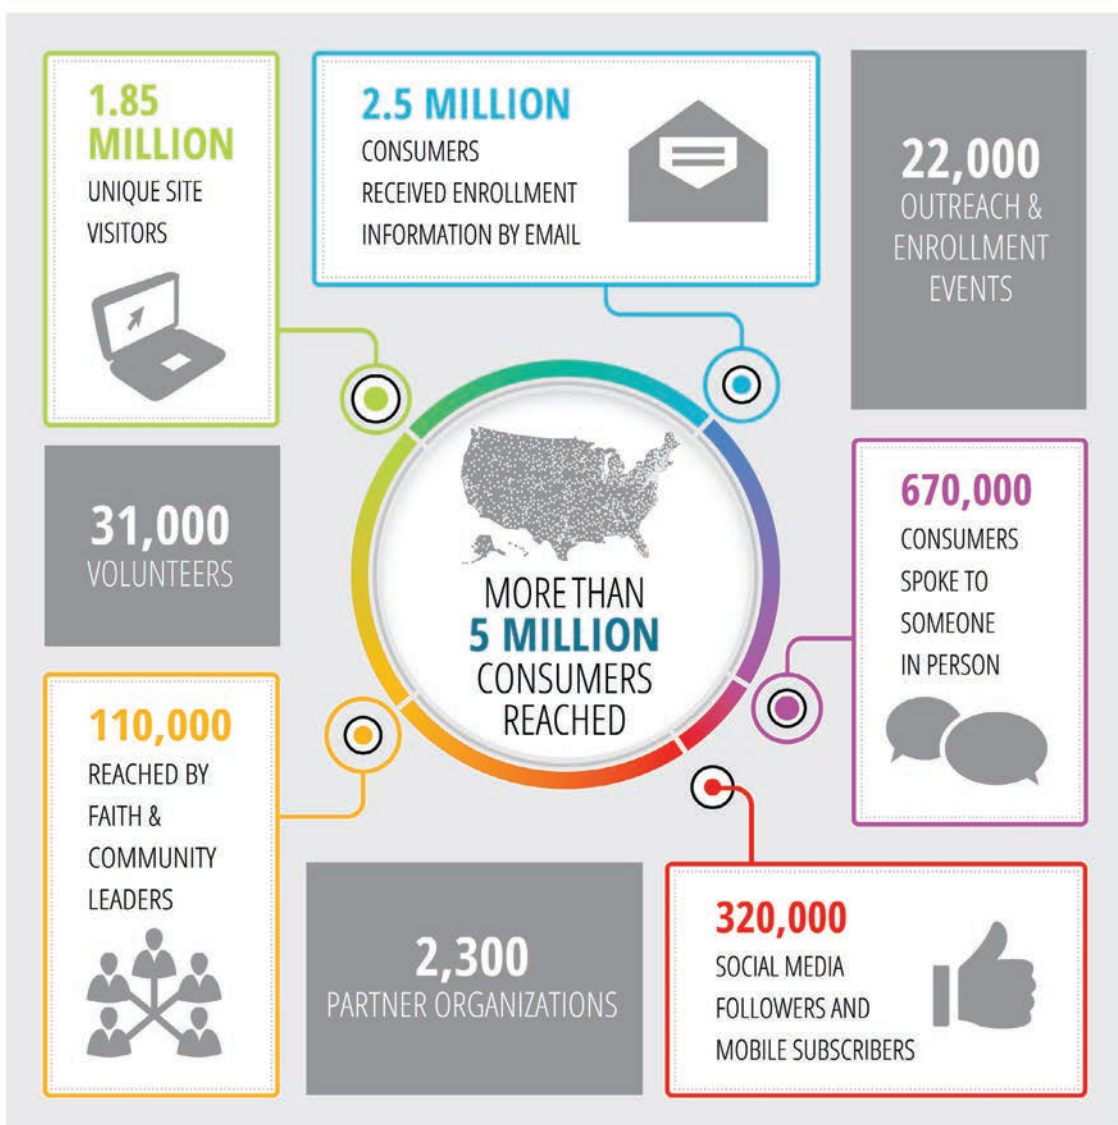 1.85
MILLION
UNIQUE SITE
VISITORS
2.5 MILLION
CONSUMERS
RECEIVED ENROLLMENT
INFORMATION BY EMAIL
22,000
OUTREACH &
ENROLLMENT
EVENTS
31,000
VOLUNTEERS
MORE THAN
5 MILLION
CONSUMERS
REACHED
670,000
CONSUMERS
SPOKE TO
SOMEONE
IN PERSON
110,000
REACHED BY
FAITH &
COMMUNITY
LEADERS
2,300
PARTNER ORGANIZATIONS
320,000
SOCIAL MEDIA
FOLLOWERS AND
MOBILE SUBSCRIBERS